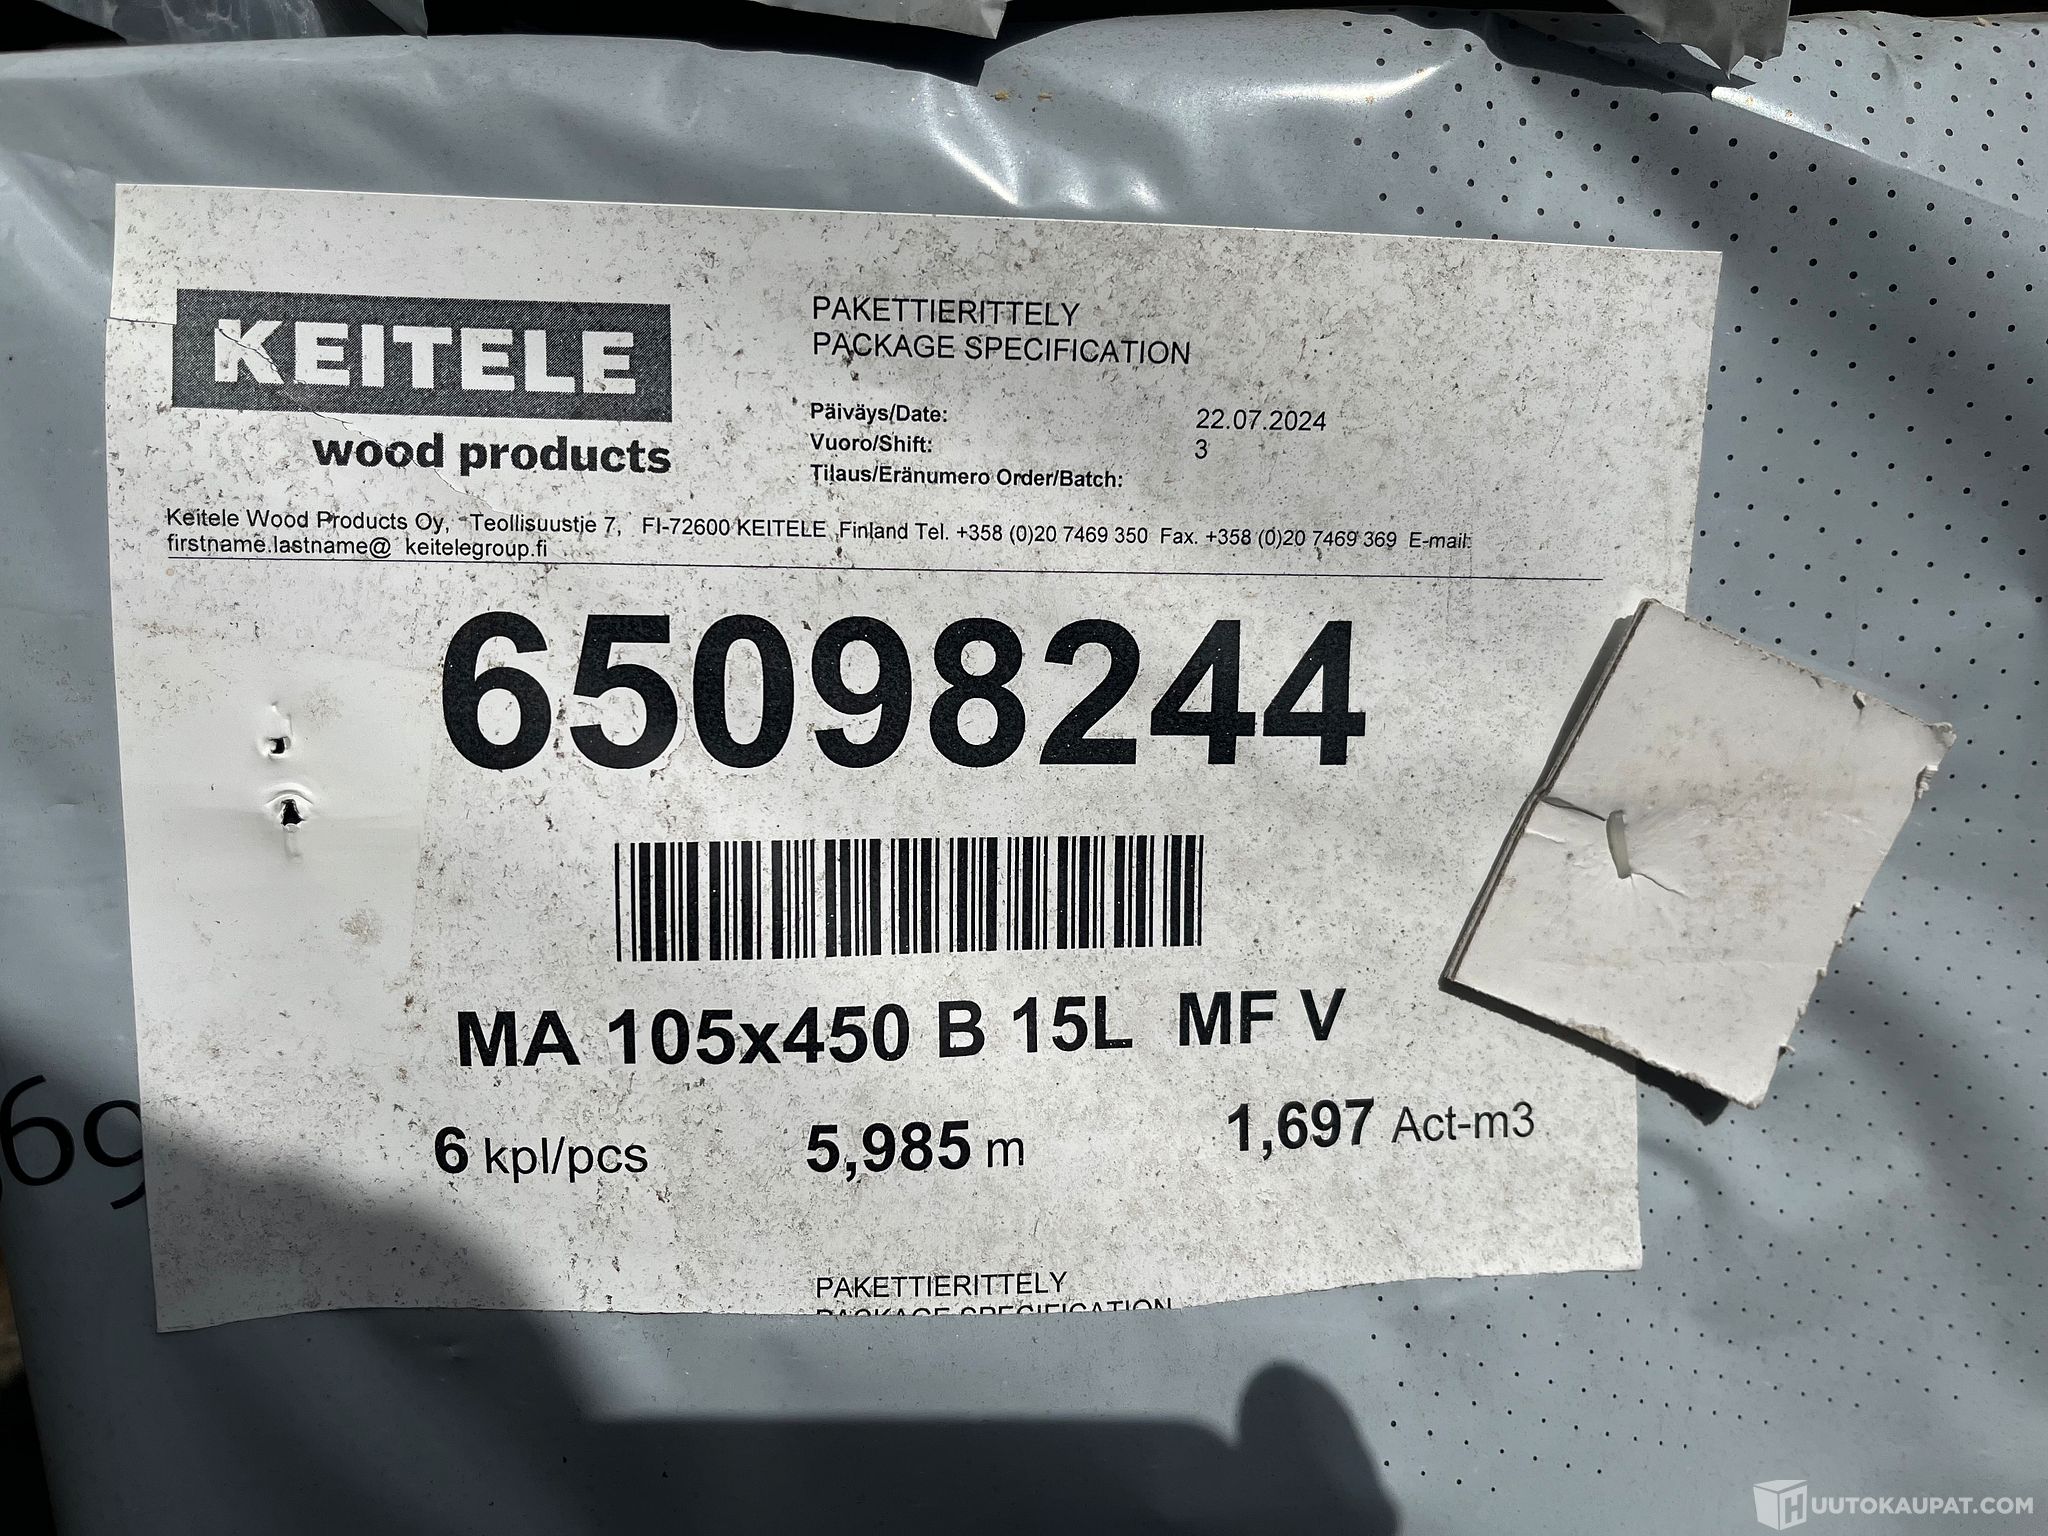 KEITELE
wood products
PAKETTIERITTELY
PACKAGE SPECIFICATION
Päiväys/Date: 22.07.2024
Vuoro/Shift: 3
Tilaus/Eränumero Order/Batch:
Keitele Wood Products Oy, Teollisuustie 7, FI-72600 KEITELE Finland Tel. +358 (0)20 7469 350 Fax. +358 (0)20 7469 369 E-mail:
firstname.lastname@ keitelegroup.fi
65098244
MA 105x450 B 15L MF V
6 kpl/pcs 5,985 m 1,697 Act-m3
69
PAKETTIERITTELY
PACKAGE SPECIFICATION
HUUTOKAUPAT.COM